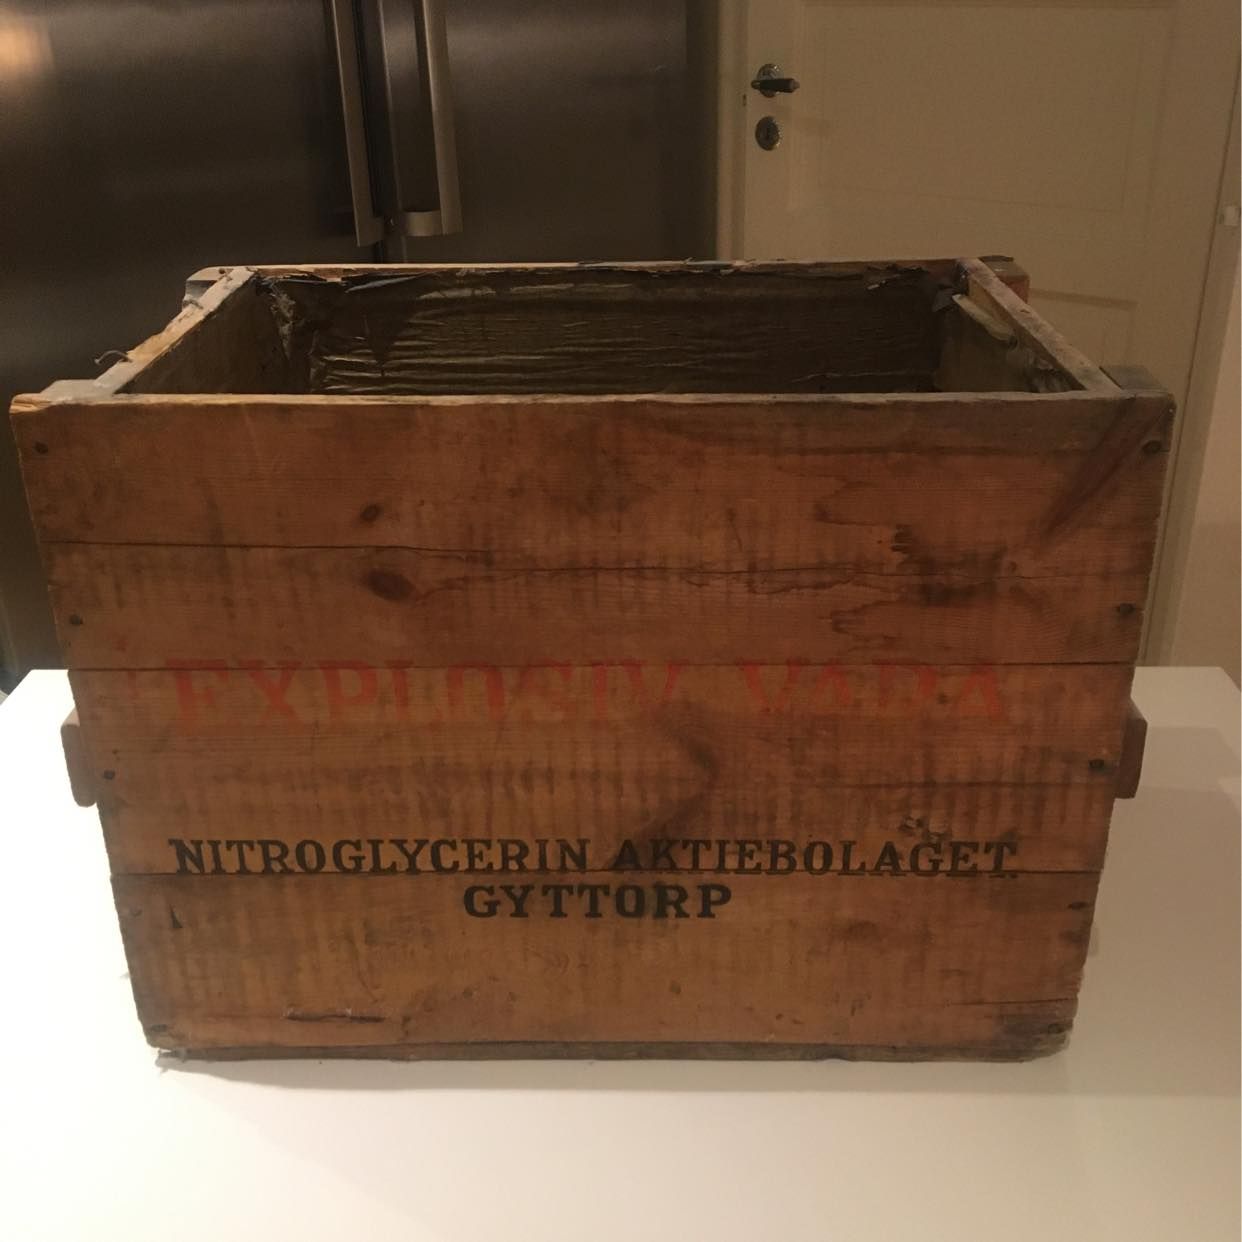 EXPLOSIV VARA
NITROGLYCERIN AKTIEBOLAGET
GYTTORP